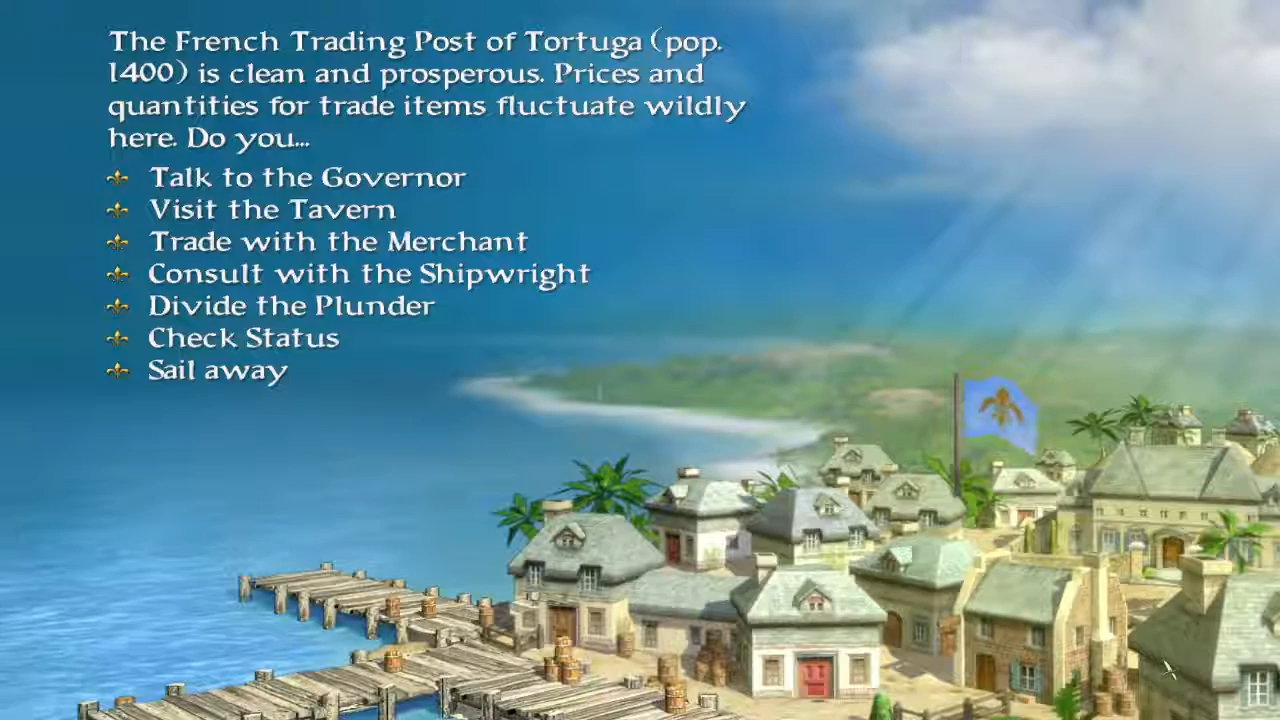 The French Trading Post of Tortuga (pop.
1400) is clean and prosperous. Prices and
quantities for trade items fluctuate wildly
here. Do you...
Talk to the Governor
Visit the Tavern
Trade with the Merchant
Consult with the Shipwright
Divide the Plunder
Check Status
Sail away